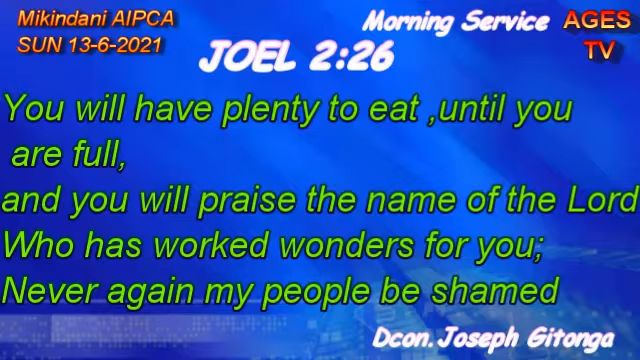 Mikindani AIPCA
SUN 13-6-2021
Morning Service
AGES
TV
JOEL 2:26
You will have plenty to eat ,until you
are full,
and you will praise the name of the Lord
Who has worked wonders for you;
Never again my people be shamed
Dcon. Joseph Gitonga